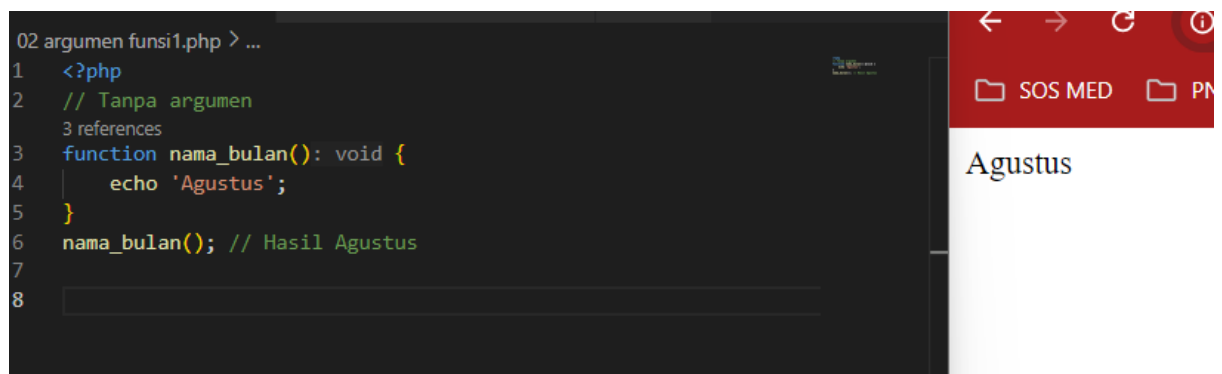 02 argumen funsi1.php > ...
1 <?php
2 // Tanpa argumen
3 references
3 function nama_bulan(): void {
4 echo 'Agustus';
5 }
6 nama_bulan(); // Hasil Agustus
7
8
SOS MED PN
Agustus